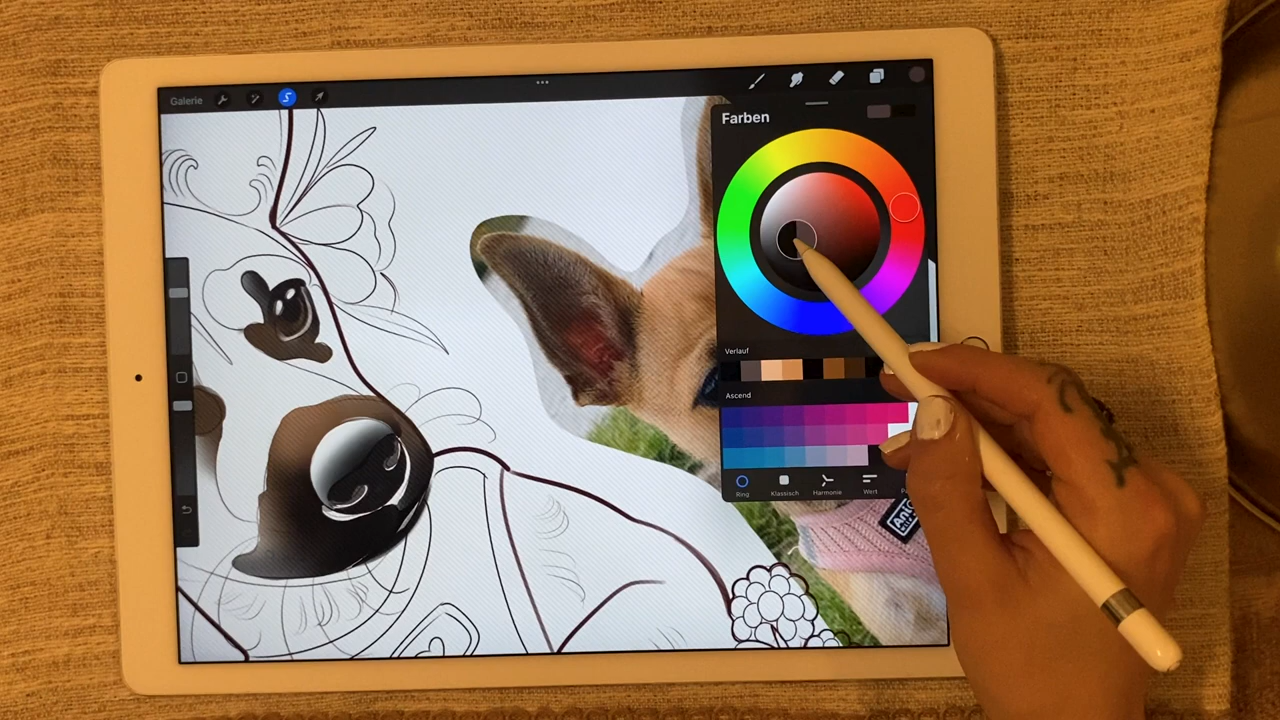 Galerie
Farben
Verlauf
Ascend
Ring
Klassisch
Harmonie
Wert